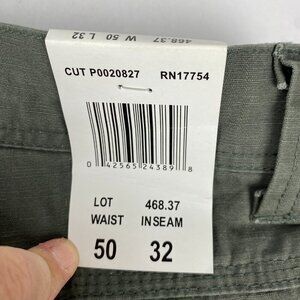 468.37 W 50 L 32
CUT P0020827 RN17754
0 42565 24389 8
LOT 468.37
WAIST INSEAM
50 32